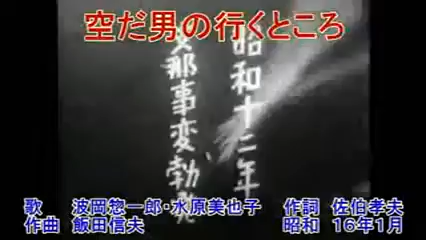 空だ男の行くところ
昭和十二年
支那事変勃発
歌　波岡惣一郎・水原美也子　作詞　佐伯孝夫
作曲　飯田信夫　昭和　16年1月